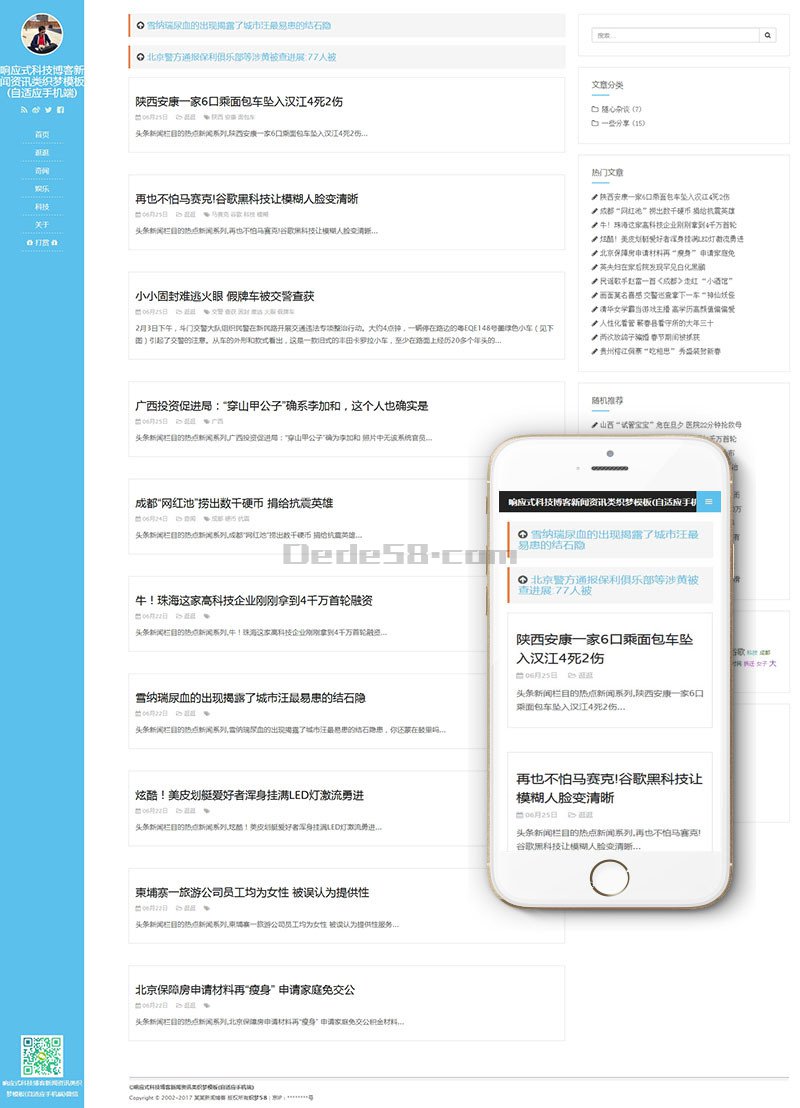 响应式科技博客新
闻资讯类织梦模板
(自适应手机端)
首页
逛逛
奇闻
娱乐
科技
关于
打赏
响应式科技博客新闻资讯类织
梦模板(自适应手机端)微信
雪纳瑞尿血的出现揭露了城市汪最易患的结石隐
北京警方通报保利俱乐部等涉黄被查进展 77人被
陕西安康一家6口乘面包车坠入汉江4死2伤
06月25日 逛逛 陕西 安康 面包车
头条新闻栏目的热点新闻系列,陕西安康一家6口乘面包车坠入汉江4死2伤...
再也不怕马赛克!谷歌黑科技让模糊人脸变清晰
06月25日 逛逛 马赛克 谷歌 科技 模糊
头条新闻栏目的热点新闻系列,再也不怕马赛克!谷歌黑科技让模糊人脸变清晰...
小小固封难逃火眼 假牌车被交警查获
06月25日 逛逛 交警 查获 固封 难逃 火眼 假牌车
2月3日下午，斗门交警大队组织民警在新民路开展交通违法专项整治行动。大约4点钟，一辆停在路边的粤EQE148号墨绿色小车（见下
图）引起了交警的注意。从车的外形和款式看出，这是一款旧式的丰田卡罗拉小车，至少在路面上经历20多个年头的...
广西投资促进局：“穿山甲公子”确系李加和，这个人也确实是
06月25日 逛逛 广西
头条新闻栏目的热点新闻系列,广西投资促进局：“穿山甲公子”确为李加和 照片中无该系统官员...
成都“网红池”捞出数千硬币 捐给抗震英雄
06月24日 奇闻 成都 硬币 抗震
头条新闻栏目的热点新闻系列,成都“网红池”捞出数千硬币 捐给抗震英雄...
牛！珠海这家高科技企业刚刚拿到4千万首轮融资
06月22日 逛逛
头条新闻栏目的热点新闻系列,牛！珠海这家高科技企业刚刚拿到4千万首轮融资...
雪纳瑞尿血的出现揭露了城市汪最易患的结石隐
06月22日 逛逛
头条新闻栏目的热点新闻系列,雪纳瑞尿血的出现揭露了城市汪最易患的结石隐患，你还蒙在鼓里吗...
炫酷！美皮划艇爱好者浑身挂满LED灯激流勇进
06月22日 逛逛
头条新闻栏目的热点新闻系列,炫酷！美皮划艇爱好者浑身挂满LED灯激流勇进...
柬埔寨一旅游公司员工均为女性 被误认为提供性
06月22日 逛逛
头条新闻栏目的热点新闻系列,柬埔寨一旅游公司员工均为女性 被误认为提供性服务...
北京保障房申请材料再“瘦身” 申请家庭免交公
06月22日 逛逛
头条新闻栏目的热点新闻系列,北京保障房申请材料再“瘦身” 申请家庭免交公积金材料...
搜索...
文章分类
随心杂谈 (7)
一些分享 (15)
热门文章
陕西安康一家6口乘面包车坠入汉江4死2伤
成都“网红池”捞出数千硬币 捐给抗震英雄
牛！珠海这家高科技企业刚刚拿到4千万首轮
炫酷！美皮划艇爱好者浑身挂满LED灯激流勇进
北京保障房申请材料再“瘦身” 申请家庭免
英夫妇在家后院发现罕见白化黑鹂
民谣歌手赵雷一首《成都》走红 “小酒馆”
画面莫名喜感 交警迅查拿下一车“神仙妖怪
清华女学霸当游戏主播 高学历高颜值偏偏爱
人性化看管 蕲春县看守所的大年三十
两次放鸽子骗婚 春节期间被抓获
贵州榕江侗寨“吃相思” 秀盛装贺新春
随机推荐
山西“试管宝宝”危在旦夕 医院22分钟抢救母
千万首轮
谷歌 科技 成都
拆迁 女子 大
Dede58.com
响应式科技博客新闻资讯类织梦模板(自适应手机
雪纳瑞尿血的出现揭露了城市汪最
易患的结石隐
北京警方通报保利俱乐部等涉黄被
查进展 77人被
陕西安康一家6口乘面包车坠
入汉江4死2伤
06月25日 逛逛
头条新闻栏目的热点新闻系列,陕西安康一家6口
乘面包车坠入汉江4死2伤...
再也不怕马赛克!谷歌黑科技让
模糊人脸变清晰
06月25日 逛逛
头条新闻栏目的热点新闻系列,再也不怕马赛克!
谷歌黑科技让模糊人脸变清晰...
©响应式科技博客新闻资讯类织梦模板(自适应手机端)
Copyright © 2002-2017 某某新闻博客 版权所有织梦58 | 京IP：********号